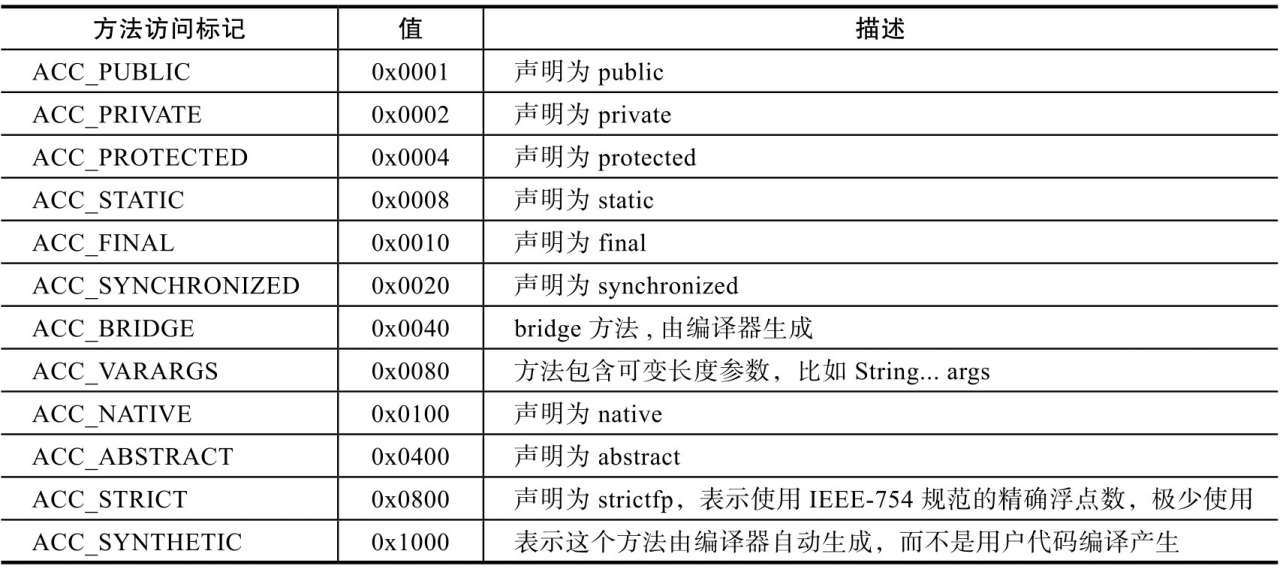 方法访问标记 值 描述
ACC_PUBLIC 0x0001 声明为 public
ACC_PRIVATE 0x0002 声明为 private
ACC_PROTECTED 0x0004 声明为 protected
ACC_STATIC 0x0008 声明为 static
ACC_FINAL 0x0010 声明为 final
ACC_SYNCHRONIZED 0x0020 声明为 synchronized
ACC_BRIDGE 0x0040 bridge 方法 , 由编译器生成
ACC_VARARGS 0x0080 方法包含可变长度参数，比如 String... args
ACC_NATIVE 0x0100 声明为 native
ACC_ABSTRACT 0x0400 声明为 abstract
ACC_STRICT 0x0800 声明为 strictfp，表示使用 IEEE-754 规范的精确浮点数，极少使用
ACC_SYNTHETIC 0x1000 表示这个方法由编译器自动生成，而不是用户代码编译产生